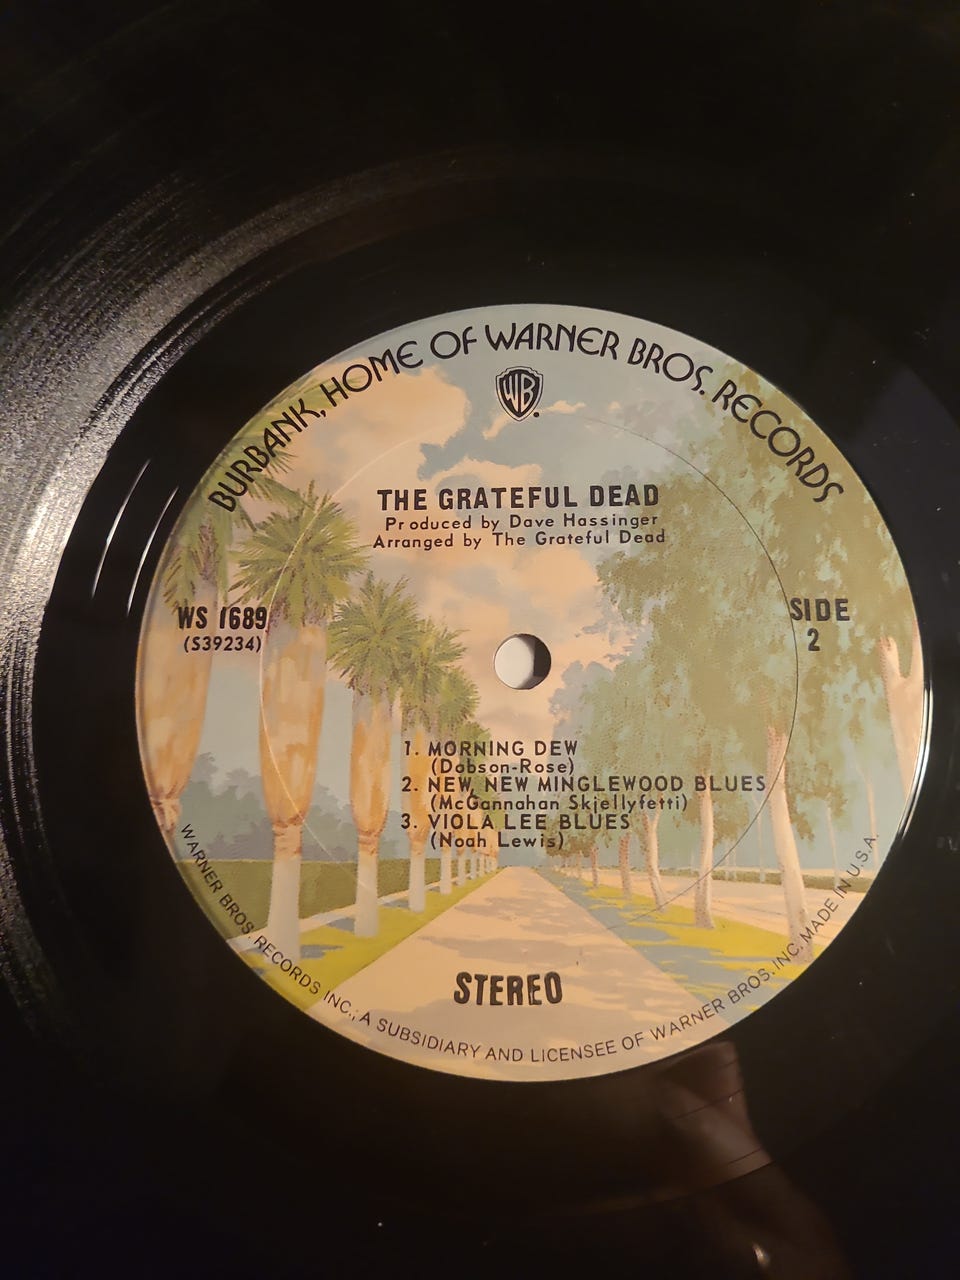 BURBANK, HOME OF WARNER BROS. RECORDS
WB
THE GRATEFUL DEAD
Produced by Dave Hassinger
Arranged by The Grateful Dead
WS 1689
(S39234)
SIDE
2
1. MORNING DEW
(Dobson-Rose)
2. NEW, NEW MINGLEWOOD BLUES
(McGannahan Skjellyfetti)
3. VIOLA LEE BLUES
(Noah Lewis)
STEREO
WARNER BROS. RECORDS INC., A SUBSIDIARY AND LICENSEE OF WARNER BROS. INC. MADE IN U.S.A.